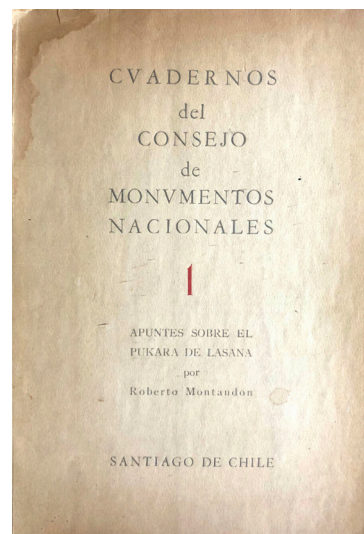 CVADERNOS
del
CONSEJO
de
MONVMENTOS
NACIONALES
1
APUNTES SOBRE EL
PUKARA DE LASANA
por
Roberto Montandon
SANTIAGO DE CHILE